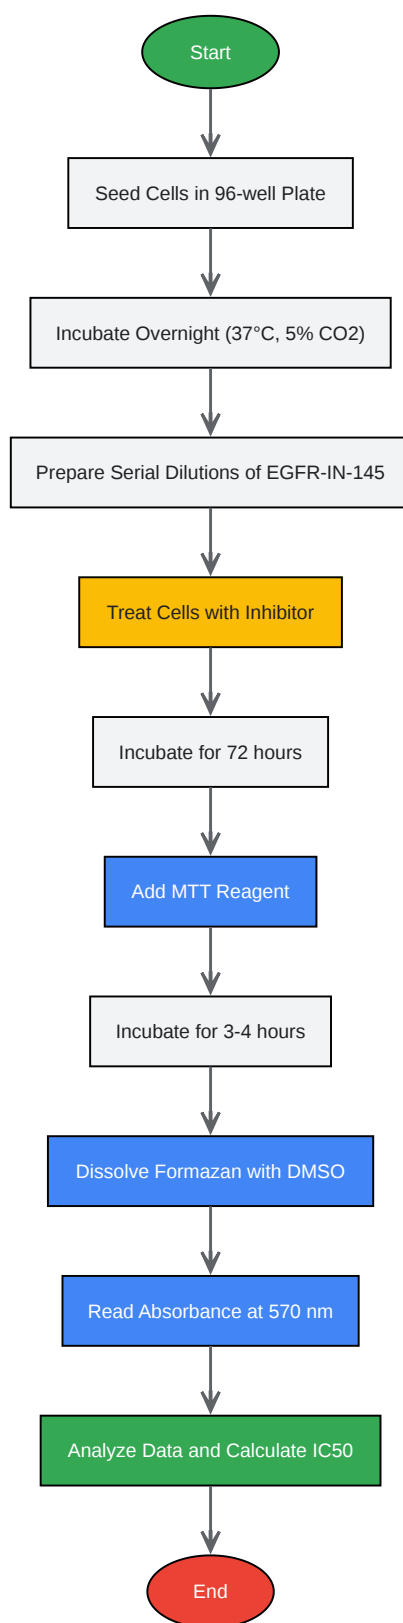 Start
Seed Cells in 96-well Plate
Incubate Overnight (37°C, 5% CO2)
Prepare Serial Dilutions of EGFR-IN-145
Treat Cells with Inhibitor
Incubate for 72 hours
Add MTT Reagent
Incubate for 3-4 hours
Dissolve Formazan with DMSO
Read Absorbance at 570 nm
Analyze Data and Calculate IC50
End